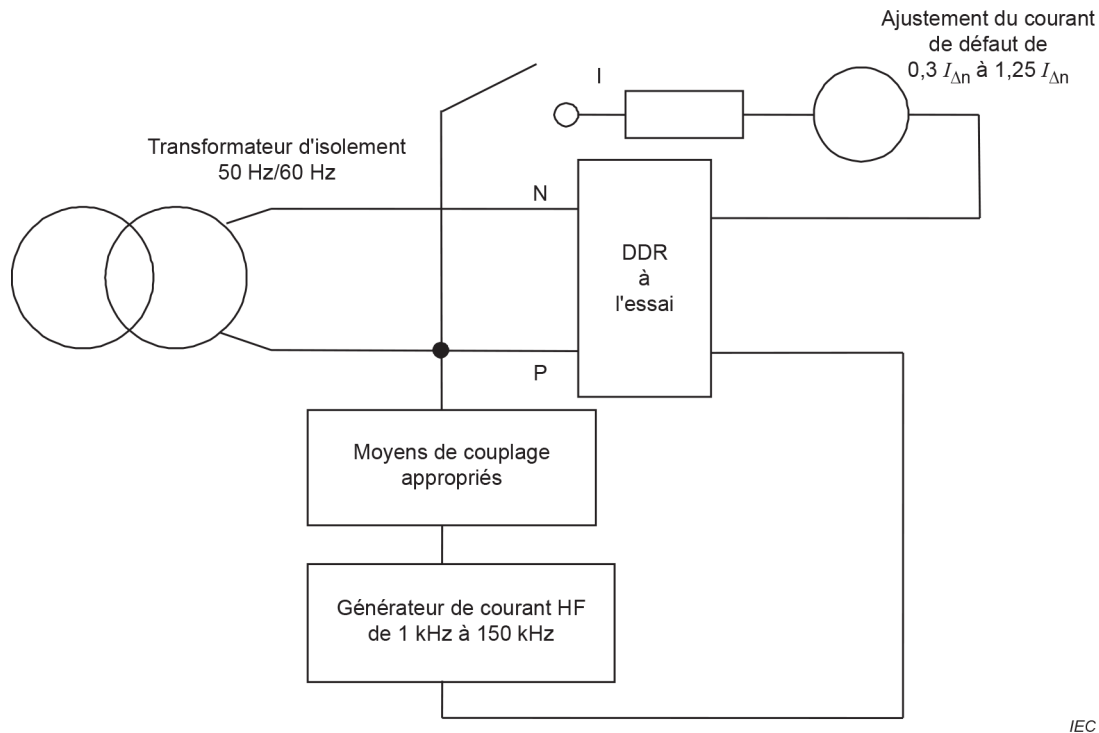 Ajustement du courant
de défaut de
0,3 IΔn à 1,25 IΔn
I
Transformateur d'isolement
50 Hz/60 Hz
N
DDR
à
l'essai
P
Moyens de couplage
appropriés
Générateur de courant HF
de 1 kHz à 150 kHz
IEC